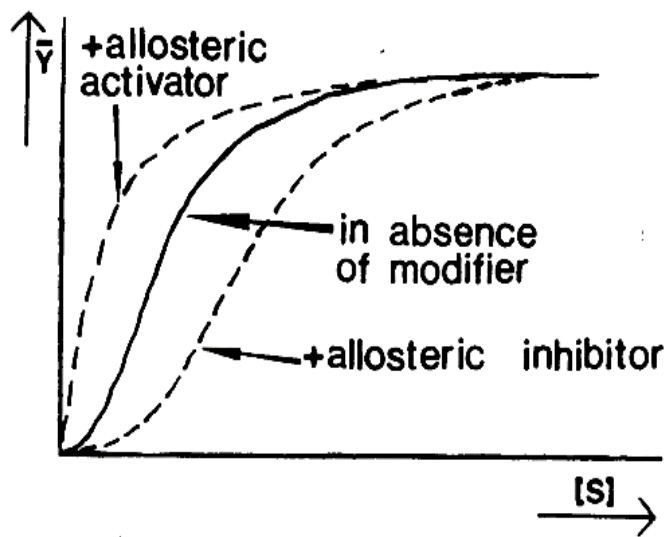 Ȳ
+allosteric
activator
in absence
of modifier
+allosteric inhibitor
[S]